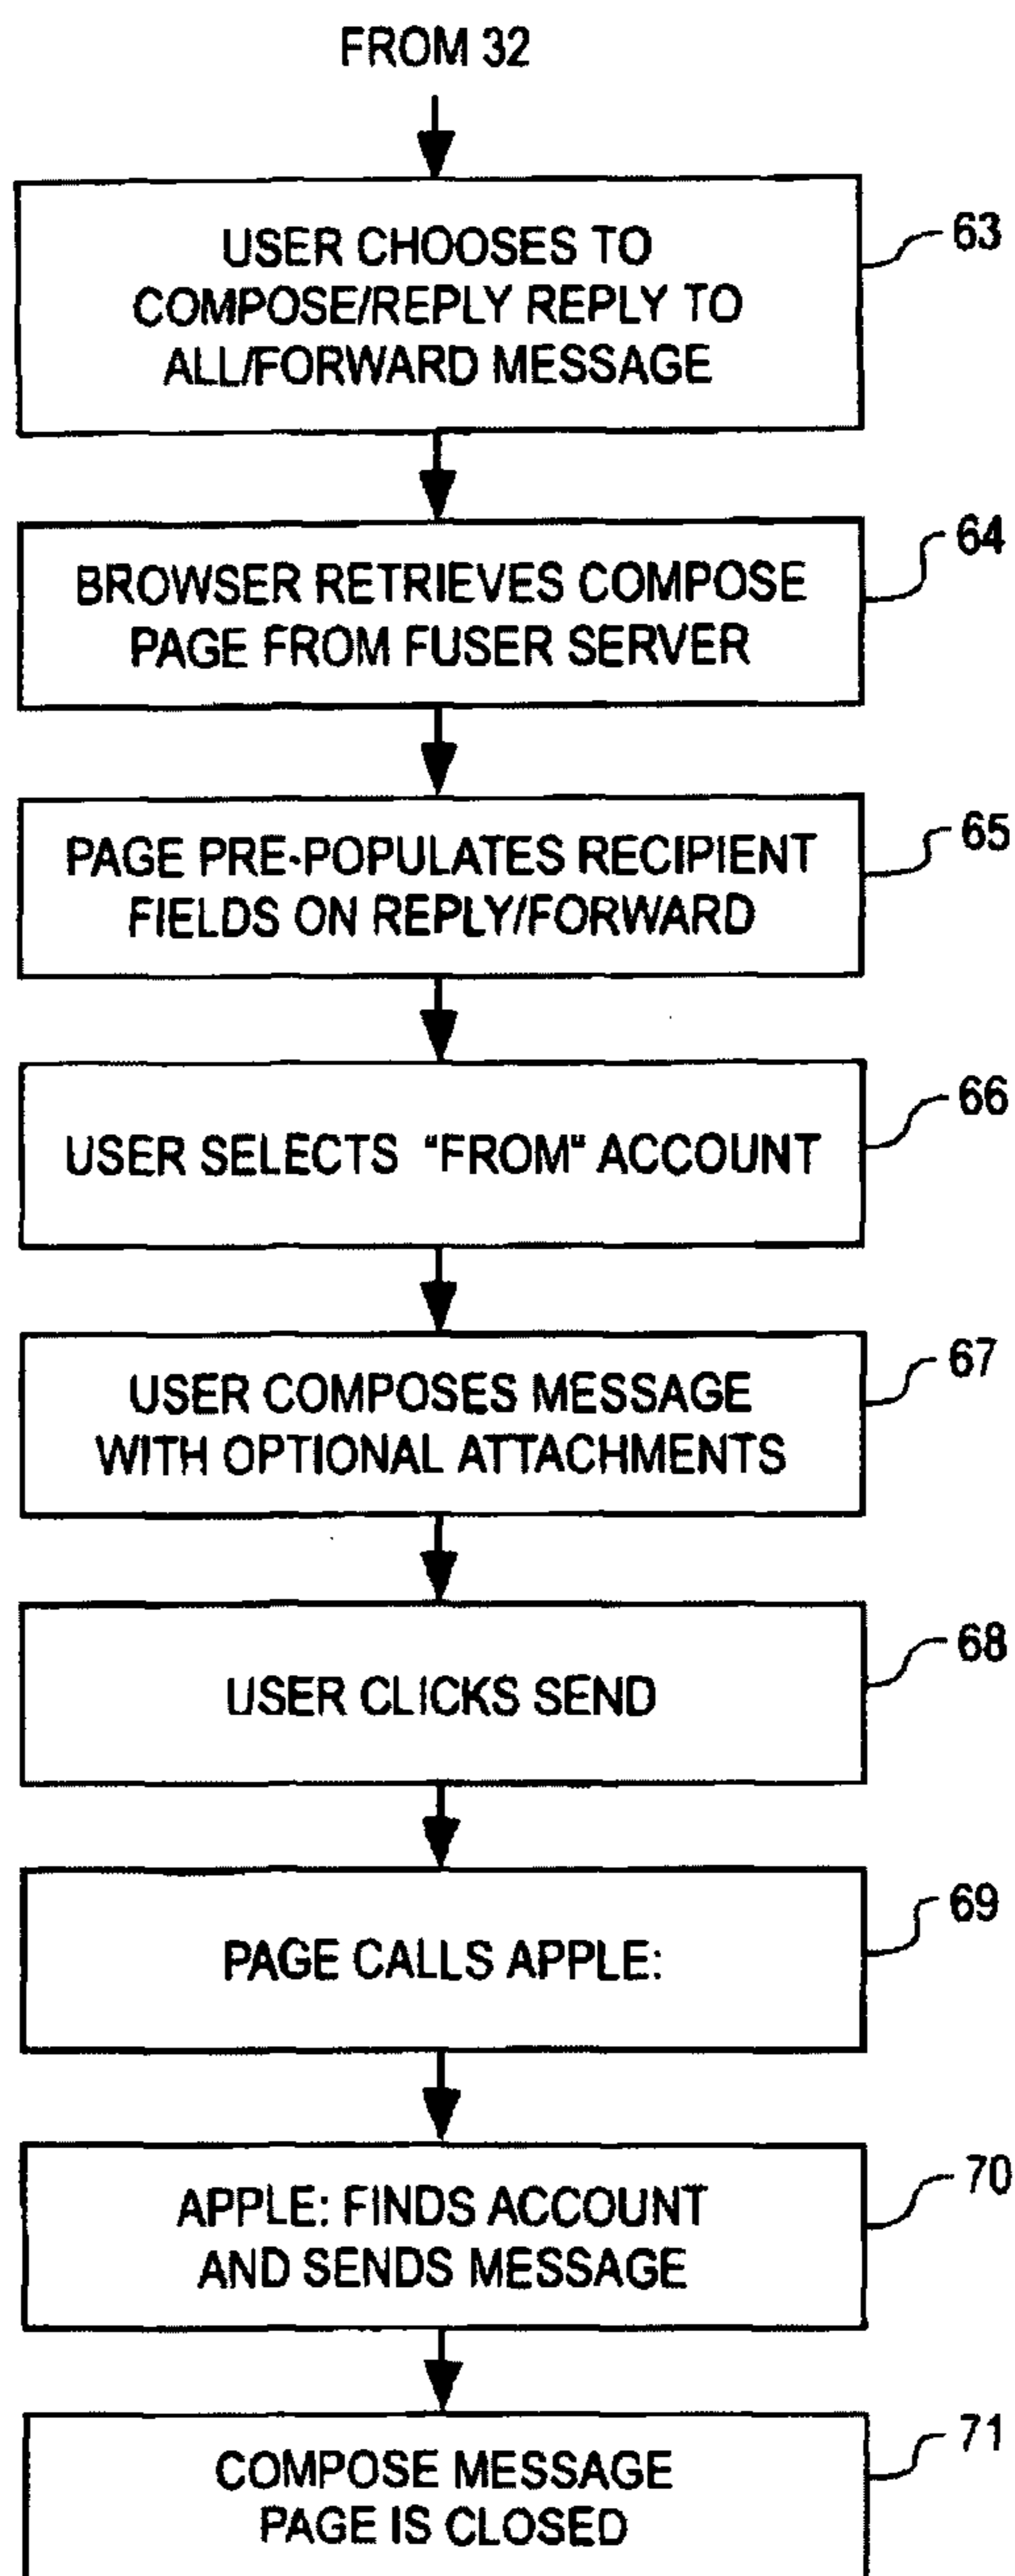 FROM 32
USER CHOOSES TO
COMPOSE/REPLY REPLY TO
ALL/FORWARD MESSAGE
63
BROWSER RETRIEVES COMPOSE
PAGE FROM FUSER SERVER
64
PAGE PRE-POPULATES RECIPIENT
FIELDS ON REPLY/FORWARD
65
USER SELECTS "FROM" ACCOUNT
66
USER COMPOSES MESSAGE
WITH OPTIONAL ATTACHMENTS
67
USER CLICKS SEND
68
PAGE CALLS APPLE:
69
APPLE: FINDS ACCOUNT
AND SENDS MESSAGE
70
COMPOSE MESSAGE
PAGE IS CLOSED
71